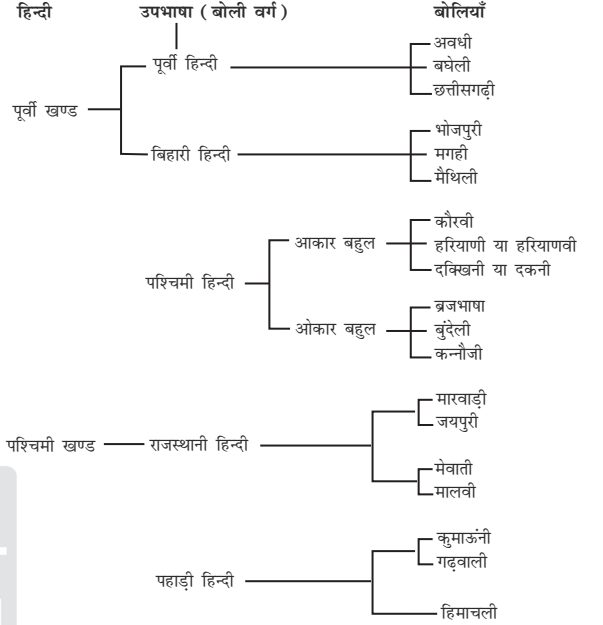 हिन्दी उपभाषा ( बोली वर्ग ) बोलियाँ
अवधी
पूर्वी हिन्दी
बघेली
छत्तीसगढ़ी
पूर्वी खण्ड
भोजपुरी
बिहारी हिन्दी
मगही
मैथिली
कौरवी
आकार बहुल
हरियाणी या हरियाणवी
दक्खिनी या दकनी
पश्चिमी हिन्दी
ब्रजभाषा
ओकार बहुल
बुंदेली
कन्नौजी
मारवाड़ी
जयपुरी
पश्चिमी खण्ड
राजस्थानी हिन्दी
मेवाती
मालवी
कुमाऊंनी
गढ़वाली
पहाड़ी हिन्दी
हिमाचली